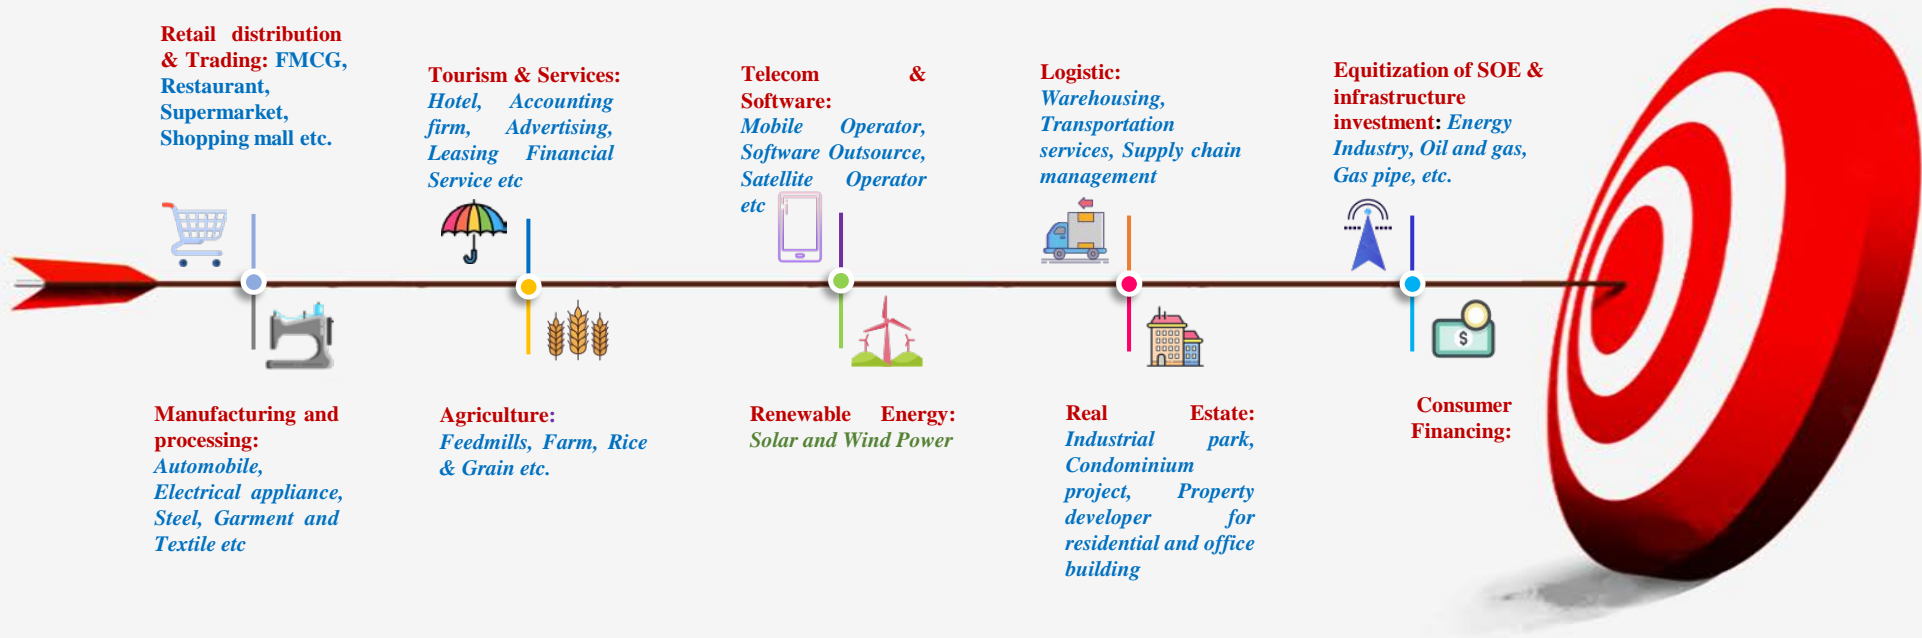 Retail distribution
& Trading: FMCG,
Restaurant,
Supermarket,
Shopping mall etc.
Tourism & Services:
Hotel, Accounting
firm, Advertising,
Leasing Financial
Service etc
Telecom &
Software:
Mobile Operator,
Software Outsource,
Satellite Operator
etc
Logistic:
Warehousing,
Transportation
services, Supply chain
management
Equitization of SOE &
infrastructure
investment: Energy
Industry, Oil and gas,
Gas pipe, etc.
$
Manufacturing and
processing:
Automobile,
Electrical appliance,
Steel, Garment and
Textile etc
Agriculture:
Feedmills, Farm, Rice
& Grain etc.
Renewable Energy:
Solar and Wind Power
Real Estate:
Industrial park,
Condominium
project, Property
developer for
residential and office
building
Consumer
Financing: